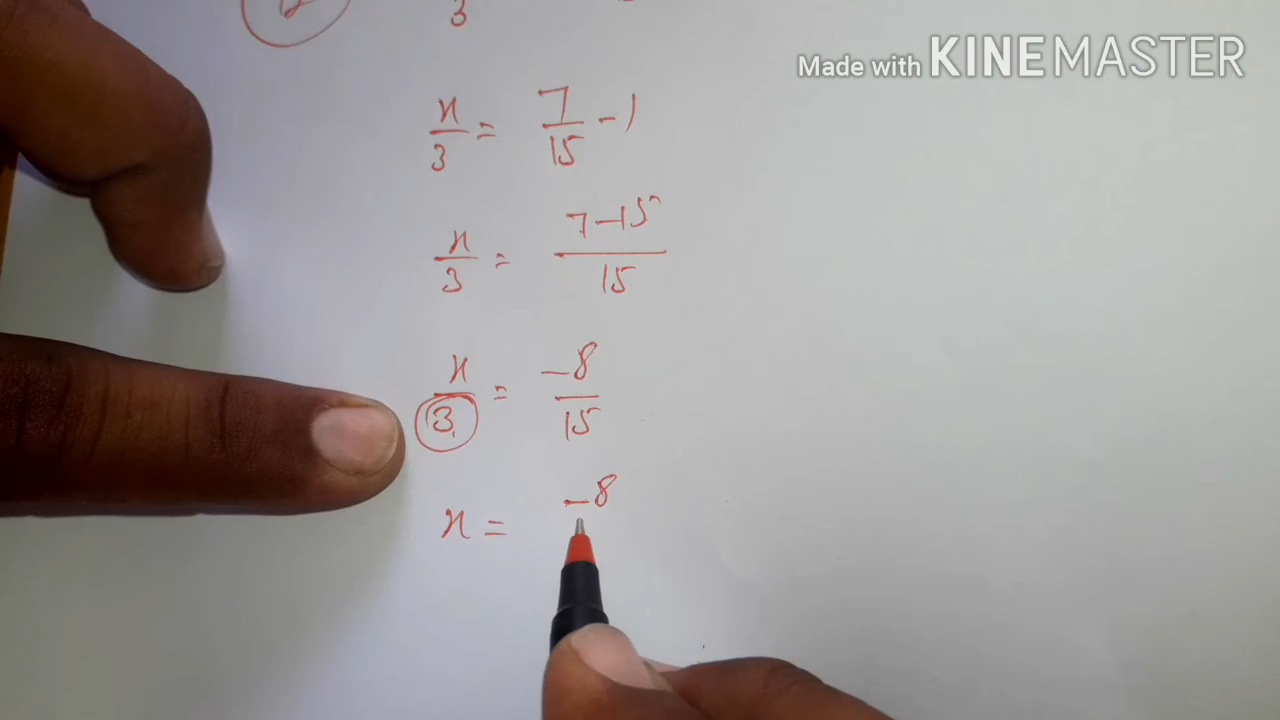 3
Made with KINEMASTER
x/3 = 7/15 - 1
x/3 = 7-15/15
x/3 = -8/15
x = -8